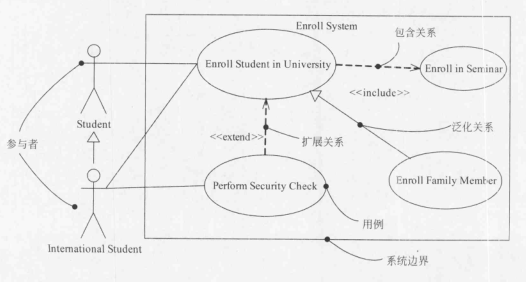 Enroll System
包含关系
Enroll Student in University
Enroll in Seminar
<<include>>
Student
<<extend>>
扩展关系
泛化关系
参与者
Perform Security Check
Enroll Family Member
用例
International Student
系统边界